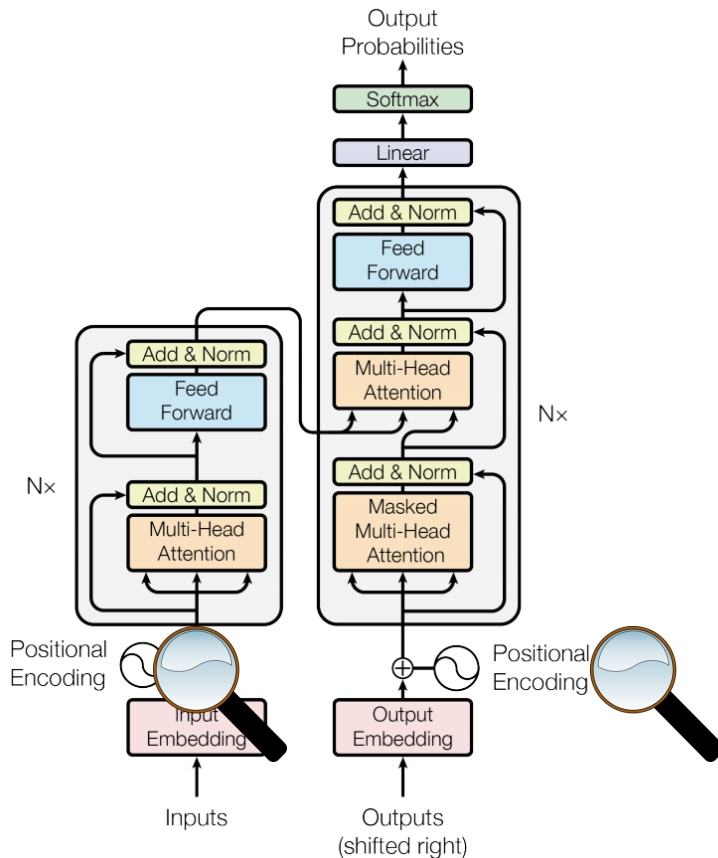 Output
Probabilities
Softmax
Linear
Add & Norm
Feed
Forward
Add & Norm
Multi-Head
Attention
Nx
Add & Norm
Masked
Multi-Head
Attention
Add & Norm
Feed
Forward
Nx
Add & Norm
Multi-Head
Attention
Positional
Encoding
Positional
Encoding
Input
Embedding
Output
Embedding
Inputs
Outputs
(shifted right)